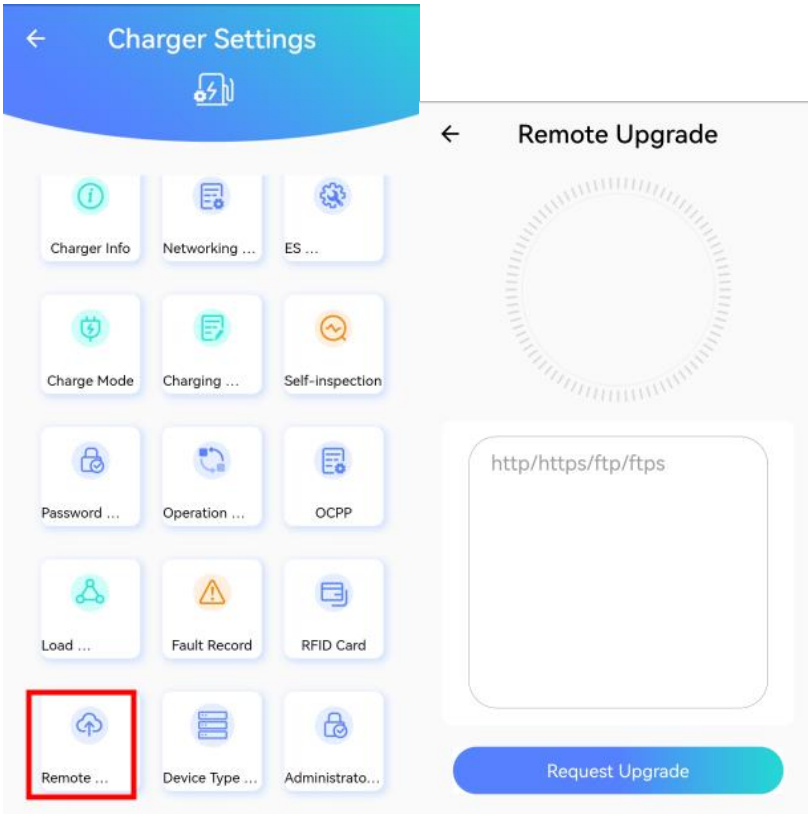 Charger Settings
Charger Info
Networking ...
ES ...
Charge Mode
Charging ...
Self-inspection
Password ...
Operation ...
OCPP
Load ...
Fault Record
RFID Card
Remote ...
Device Type ...
Administrato...
Remote Upgrade
http/https/ftp/ftps
Request Upgrade